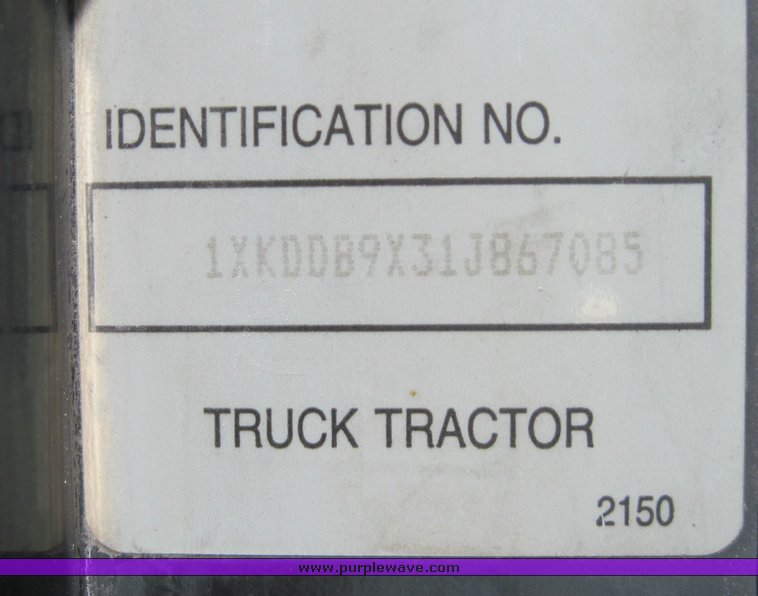 IDENTIFICATION NO.
1XKDDB9X31J867085
TRUCK TRACTOR
2150
www.purplewave.com